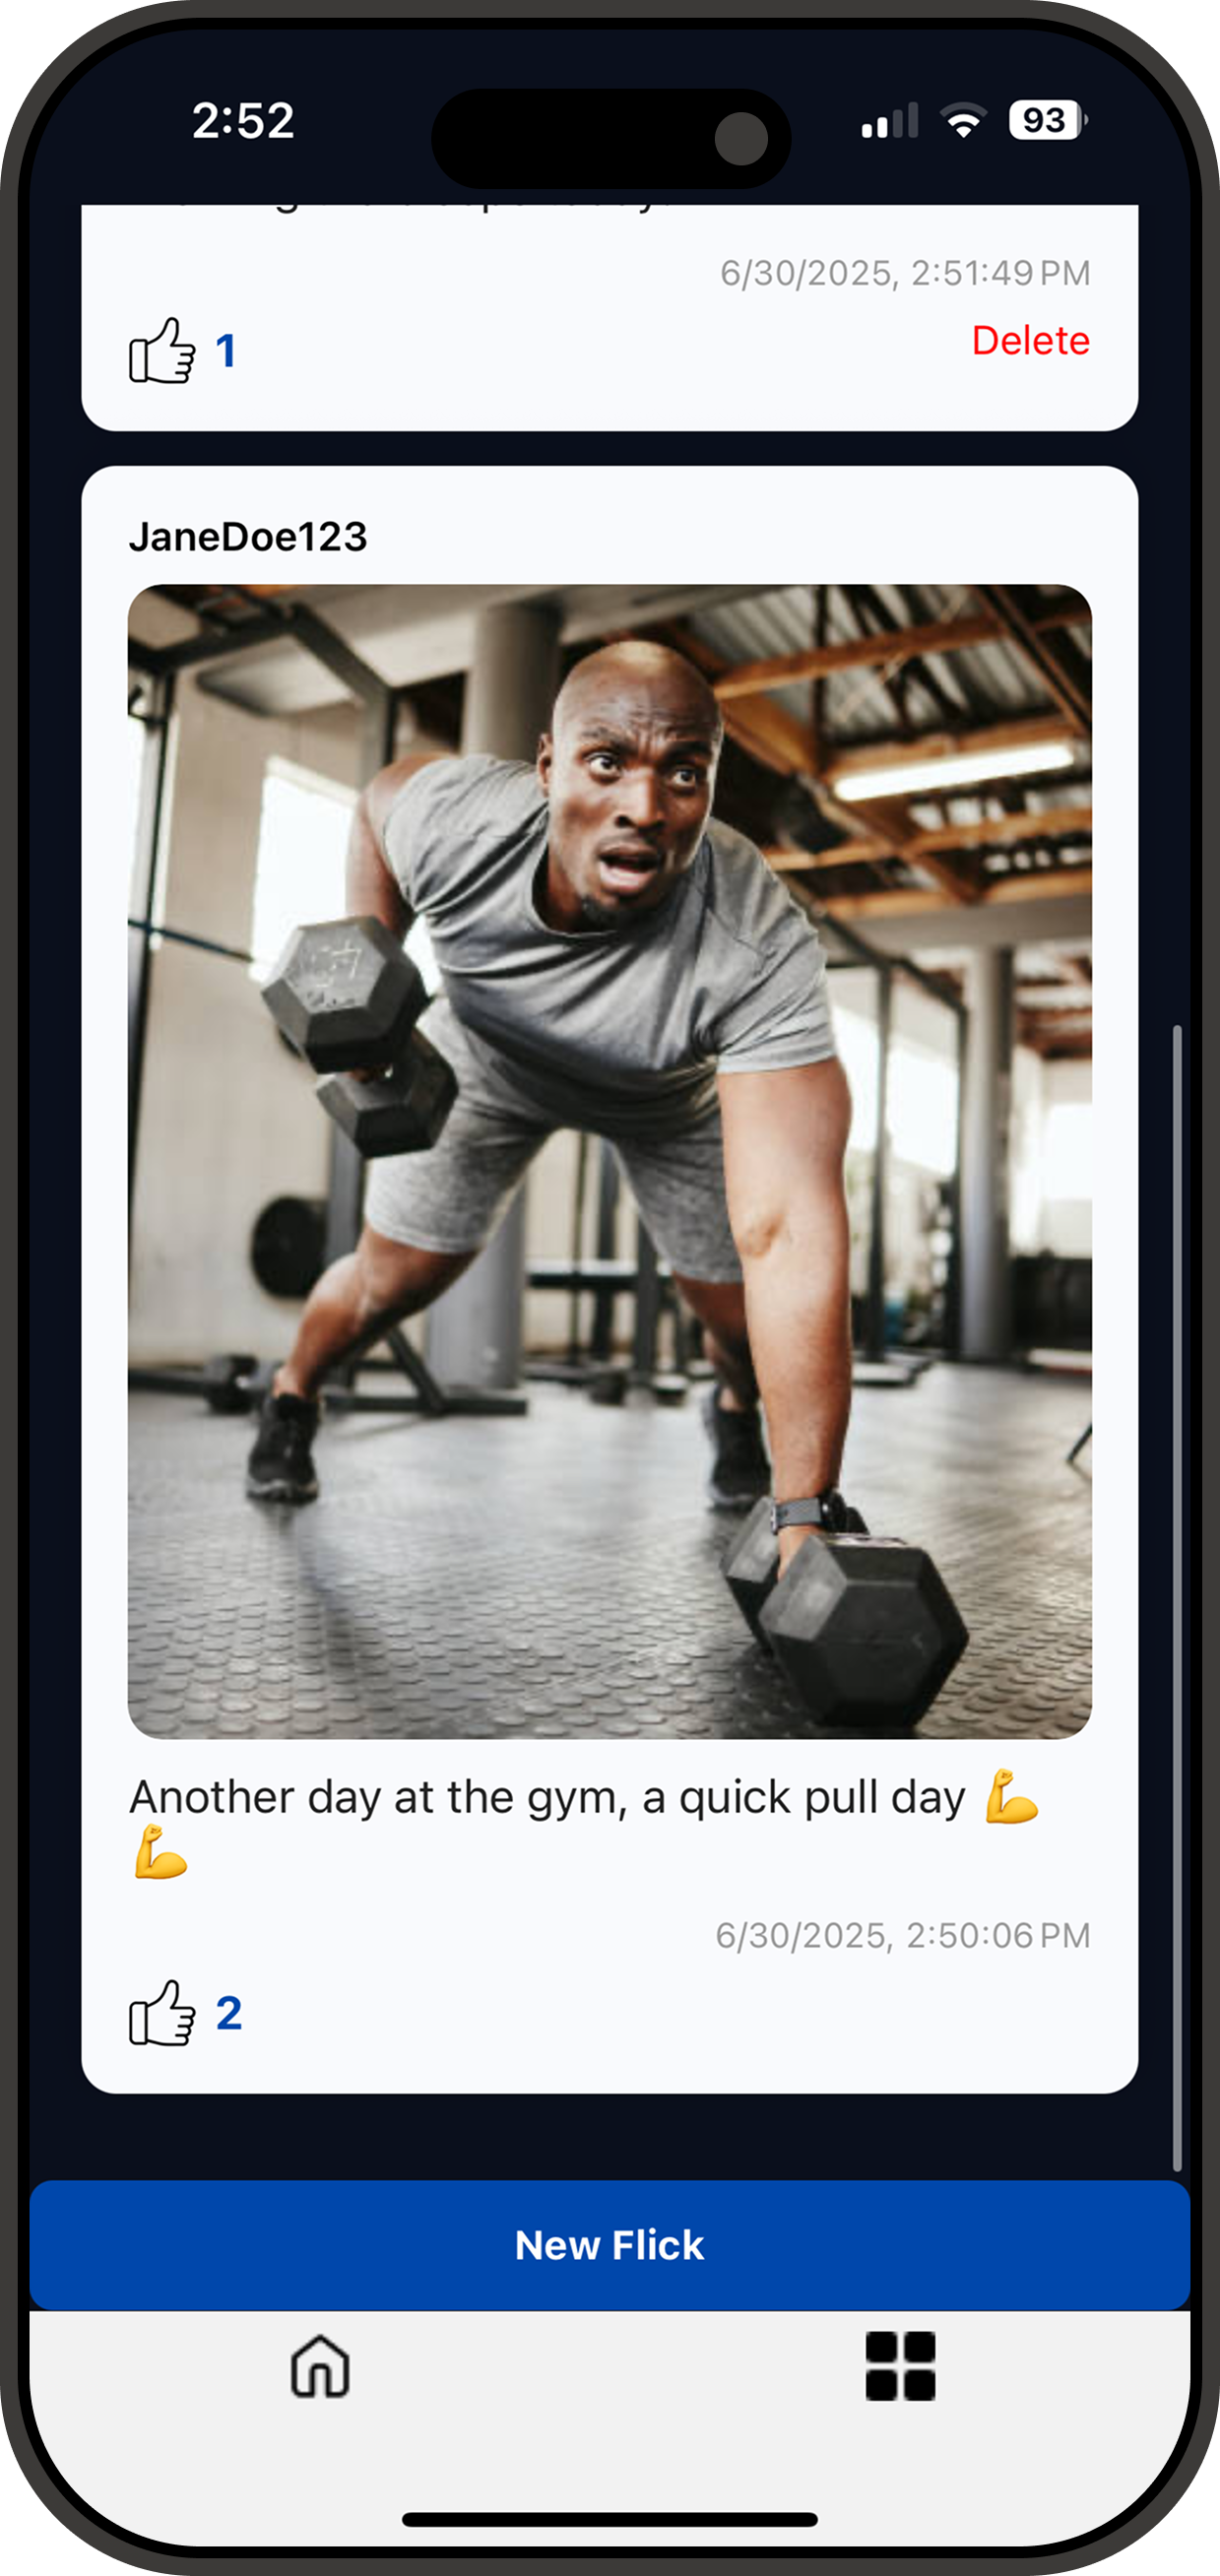 2:52
93
6/30/2025, 2:51:49 PM
1
Delete
JaneDoe123
Another day at the gym, a quick pull day 💪
💪
6/30/2025, 2:50:06 PM
2
New Flick